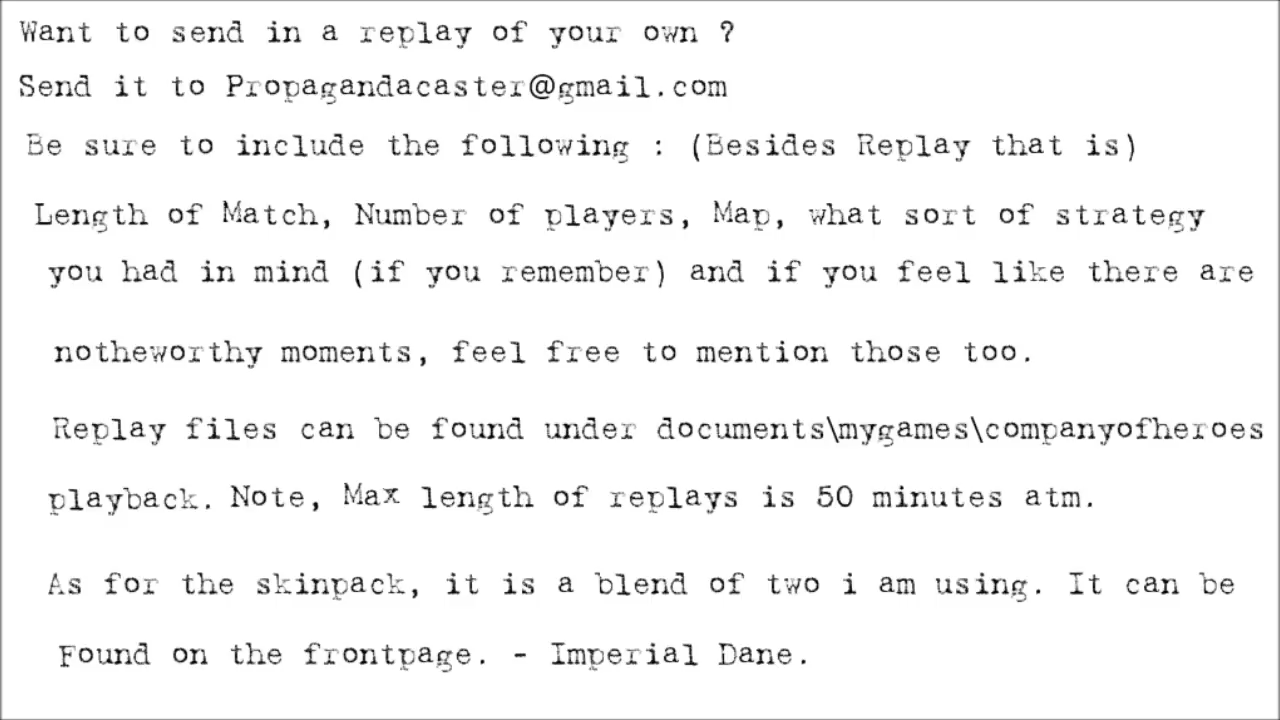 Want to send in a replay of your own ?
Send it to Propagandacaster@gmail.com
Be sure to include the following : (Besides Replay that is)
Length of Match, Number of players, Map, what sort of strategy
you had in mind (if you remember) and if you feel like there are
notheworthy moments, feel free to mention those too.
Replay files can be found under documents\mygames\companyofheroes
playback. Note, Max length of replays is 50 minutes atm.
As for the skinpack, it is a blend of two i am using. It can be
Found on the frontpage. - Imperial Dane.